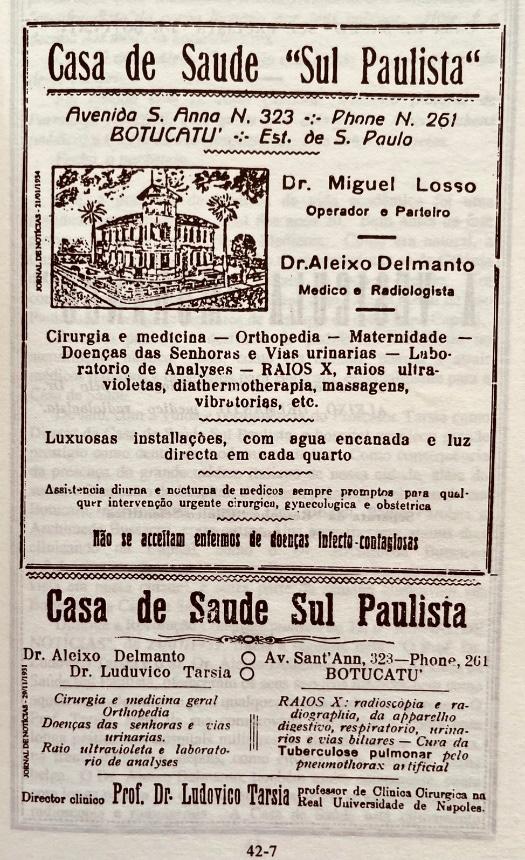 Casa de Saude "Sul Paulista"
Avenida S. Anna N. 323 -:- Phone N. 261
BOTUCATU' -:- Est. de S. Paulo
JORNAL DE NOTÍCIAS - 21/01/1934
Dr. Miguel Losso
Operador e Parteiro
Dr. Aleixo Delmanto
Medico e Radiologista
Cirurgia e medicina — Orthopedia — Maternidade —
Doenças das Senhoras e Vias urinarias — Labo-
ratorio de Analyses — RAIOS X, raios ultra-
violetas, diathermotherapia, massagens,
vibratorias, etc.
Luxuosas installações, com agua encanada e luz
directa em cada quarto
Assistencia diurna e nocturna de medicos sempre promptos para qual-
quer intervenção urgente cirurgica, gynecologica e obstetrica
Não se acceitam enfermos de doenças infecto-contagiosas
Casa de Saude Sul Paulista
Dr. Aleixo Delmanto
Dr. Luduvico Tarsia
Av. Sant'Ann, 323—Phone, 261
BOTUCATU'
JORNAL DE NOTÍCIAS - 29/11/1931
Cirurgia e medicina geral
Orthopedia
Doenças das senhoras e vias
urinarias.
Raio ultravioleta e laborato-
rio de analyses
RAIOS X: radioscopia e ra-
diographia, da apparelho
digestivo, respiratorio, urina-
rios e vias biliares — Cura da
Tuberculose pulmonar pelo
pneumothorax artificial
Director clinico Prof. Dr. Ludovico Tarsia professor de Clinica Cirurgica na
Real Universidade de Napoles.
42-7